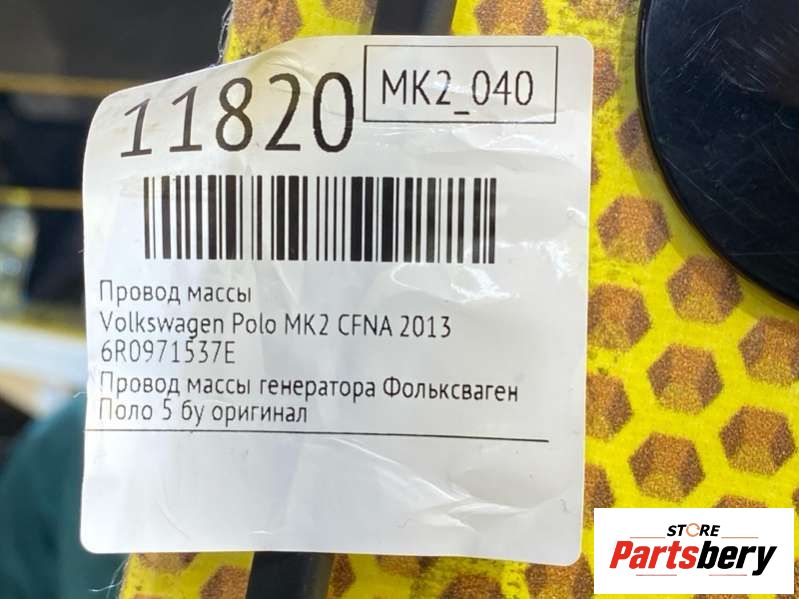 11820
MK2_040
Провод массы
Volkswagen Polo MK2 CFNA 2013
6R0971537E
Провод массы генератора Фольксваген
Поло 5 бу оригинал
STORE
Partsbery